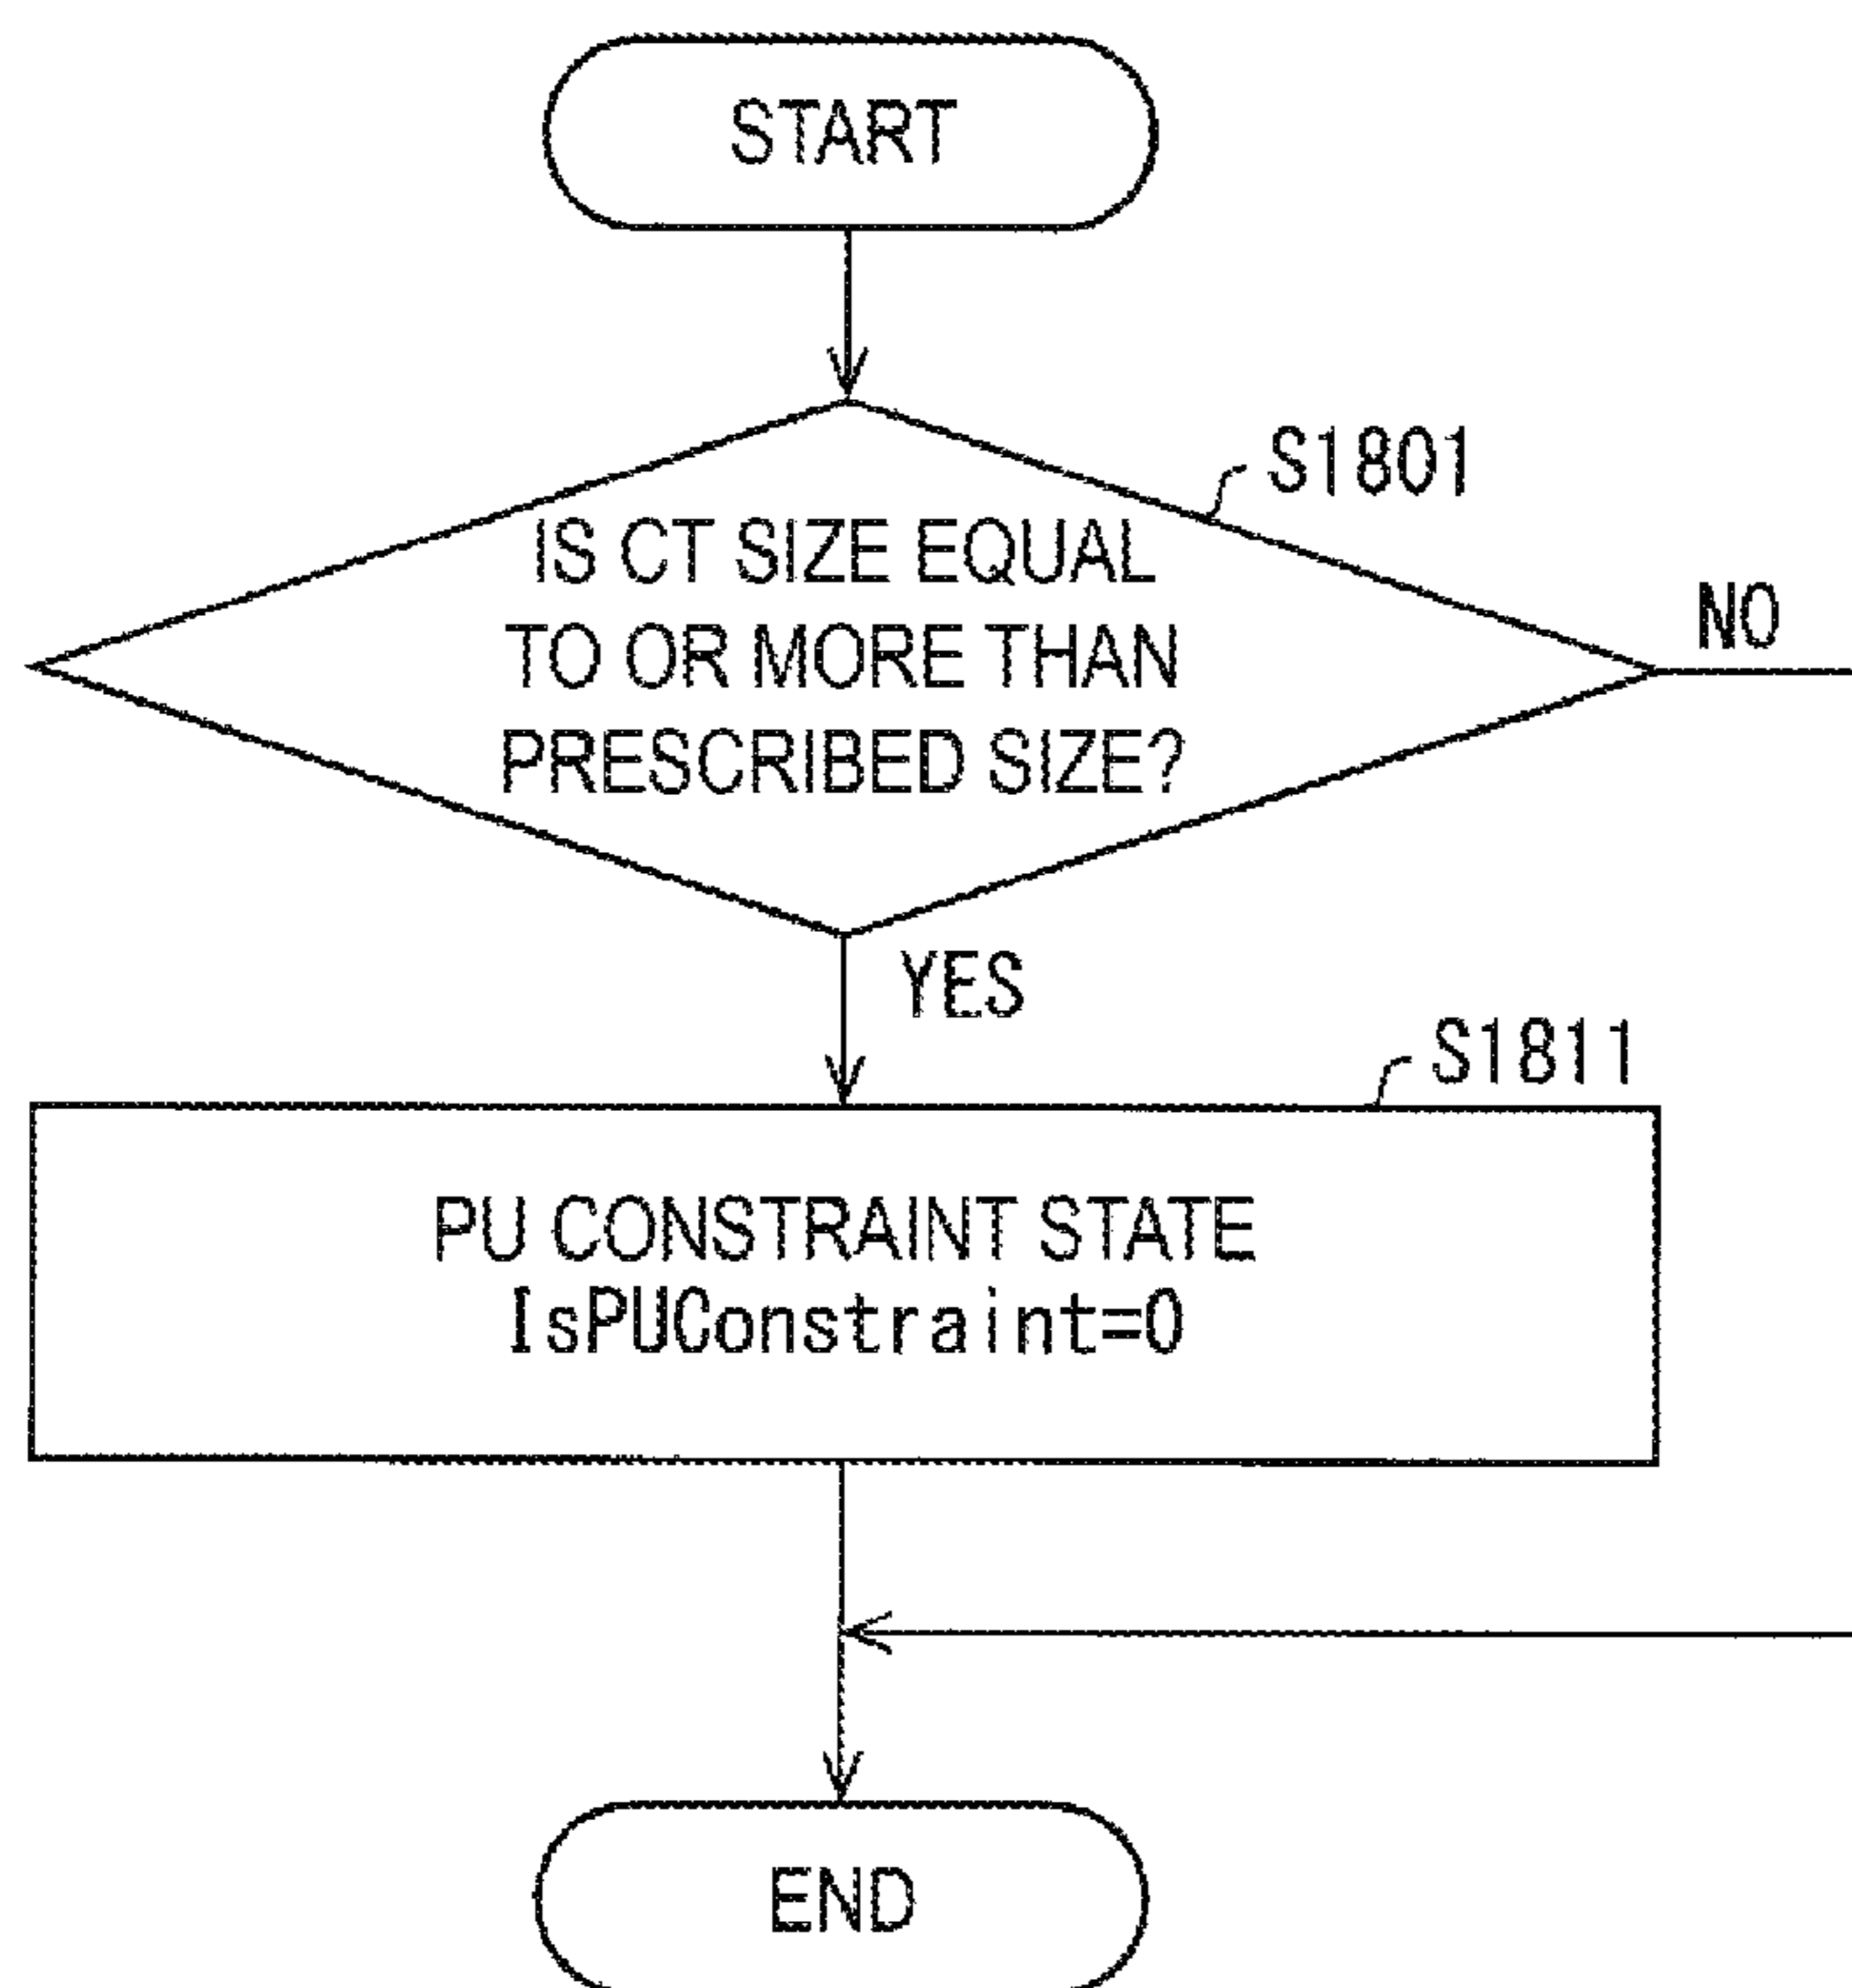 START
S1801
IS CT SIZE EQUAL
TO OR MORE THAN
PRESCRIBED SIZE?
NO
YES
S1811
PU CONSTRAINT STATE
IsPUConstraint=0
END